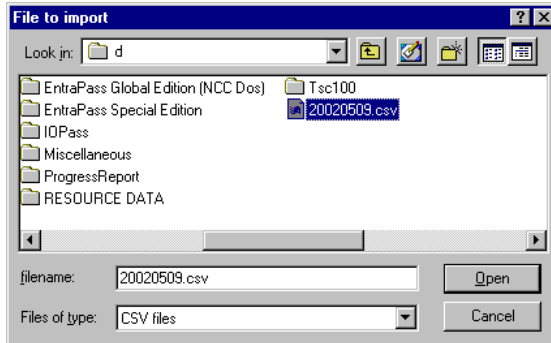 File to import
Look in: d
EntraPass Global Edition (NCC Dos) Tsc100
EntraPass Special Edition 20020509.csv
IOPass
Miscellaneous
ProgressReport
RESOURCE DATA
filename: 20020509.csv Open
Files of type: CSV files Cancel